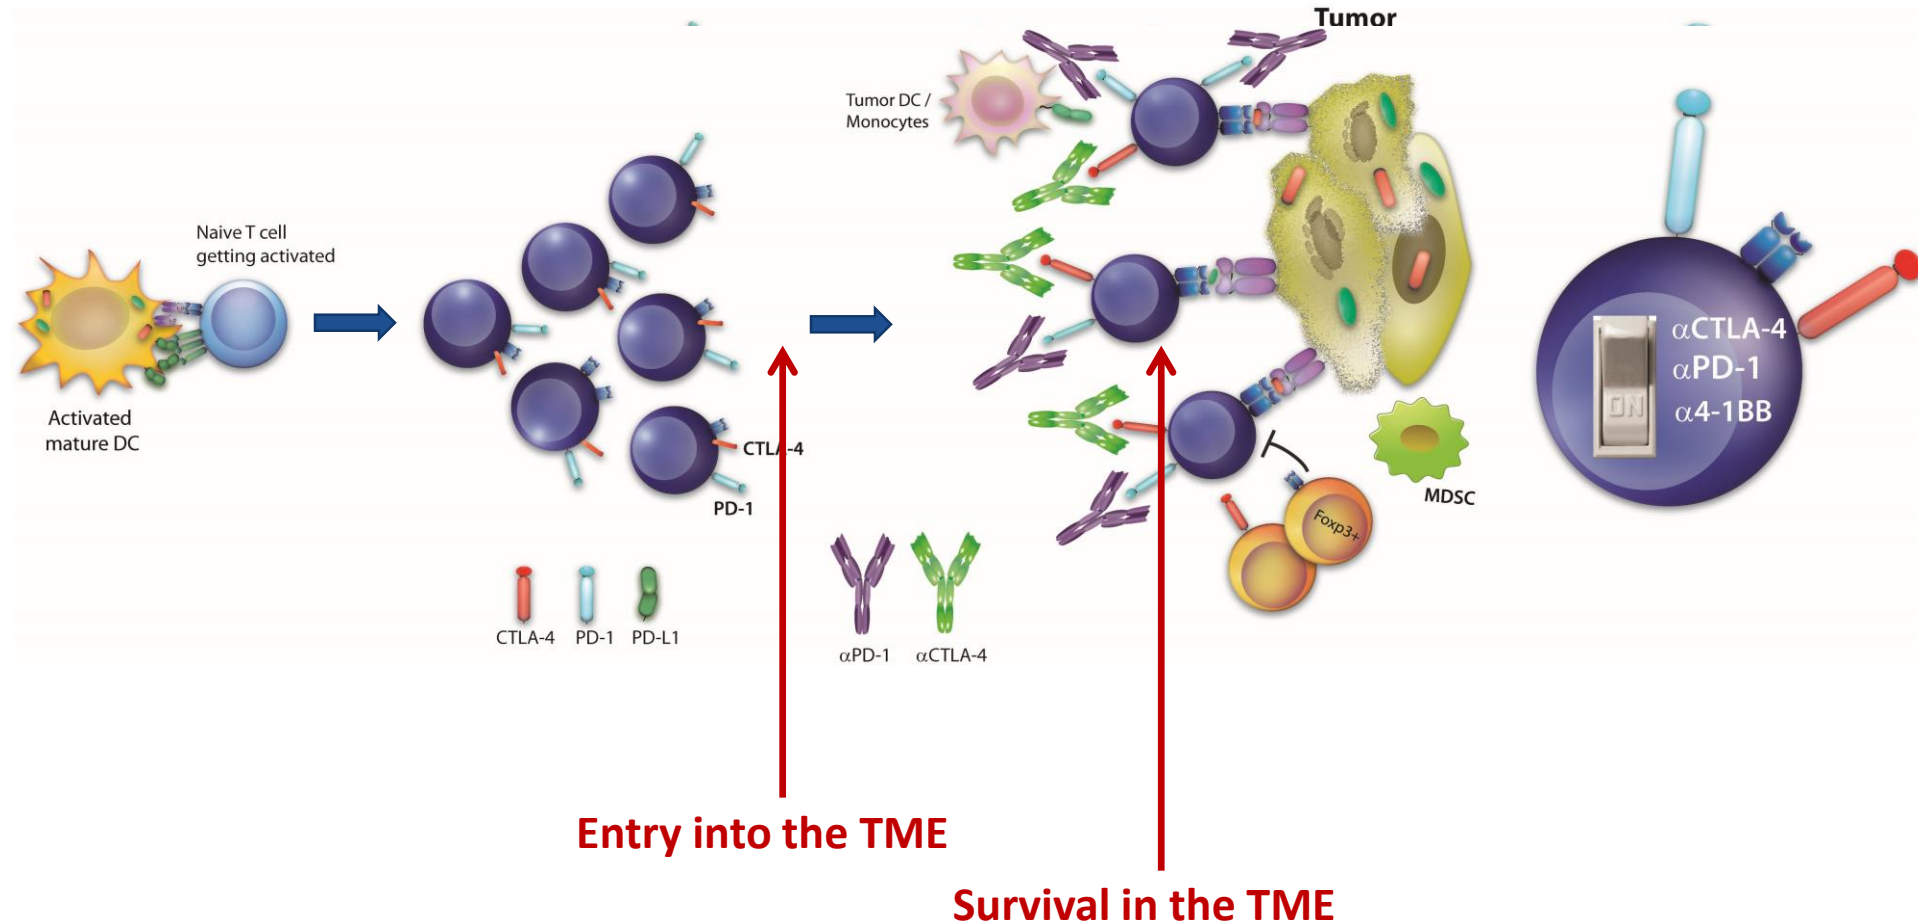 Tumor
Tumor DC /
Monocytes
Naive T cell
getting activated
Activated
mature DC
CTLA-4
PD-1
CTLA-4
PD-1
PD-L1
αPD-1
αCTLA-4
Foxp3+
MDSC
αCTLA-4
αPD-1
α4-1BB
ON
Entry into the TME
Survival in the TME